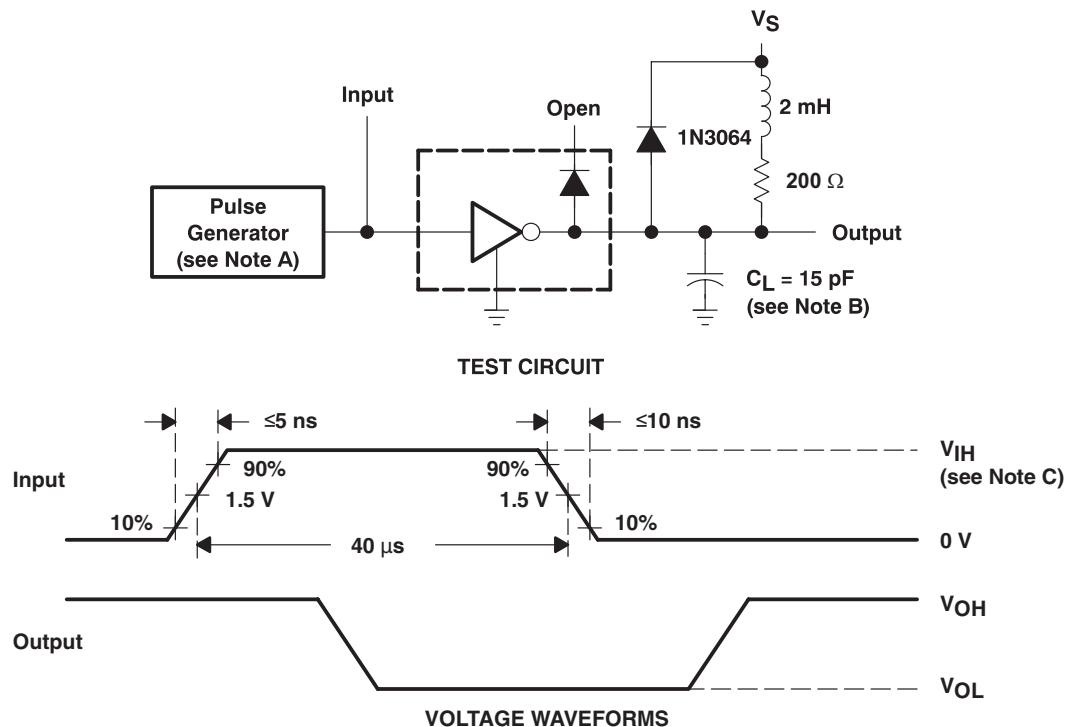 VS
Input
Open
2 mH
1N3064
200 Ω
Pulse
Generator
(see Note A)
Output
CL = 15 pF
(see Note B)
TEST CIRCUIT
≤5 ns
≤10 ns
VIH
(see Note C)
Input
90%
90%
1.5 V
1.5 V
10%
10%
40 μs
0 V
VOH
Output
VOL
VOLTAGE WAVEFORMS